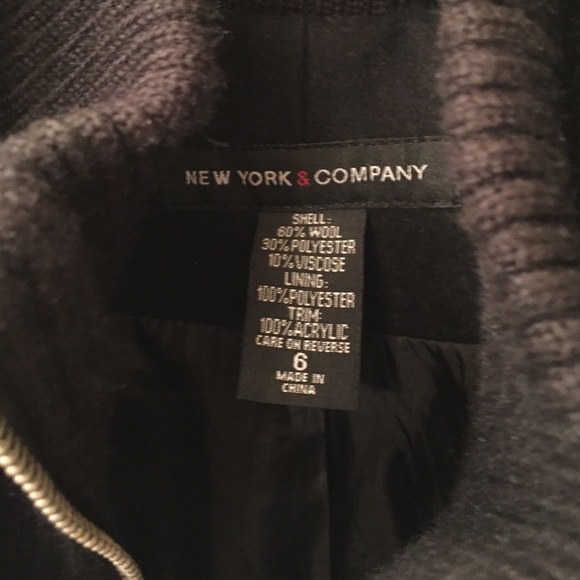 NEW YORK & COMPANY
SHELL:
60% WOOL
30% POLYESTER
10% VISCOSE
LINING:
100% POLYESTER
TRIM:
100% ACRYLIC
CARE ON REVERSE
6
MADE IN
CHINA